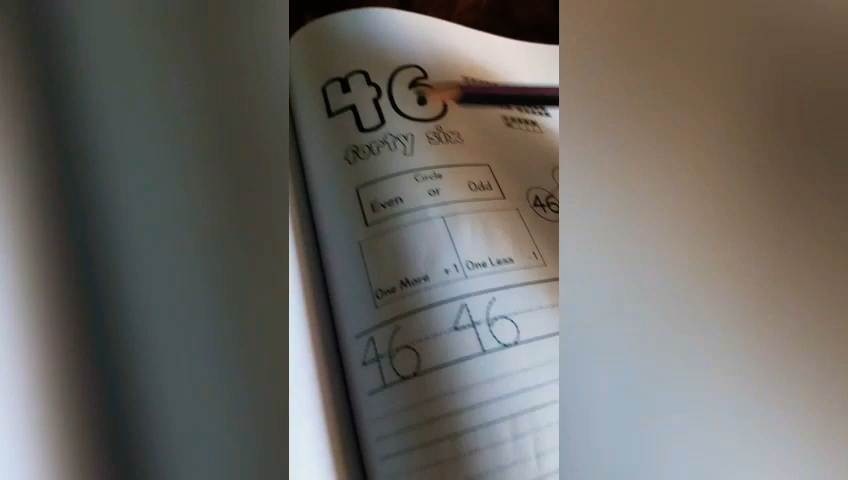 46
forty six
Circle
Even or Odd
46
One More +1 One Less -1
46 46